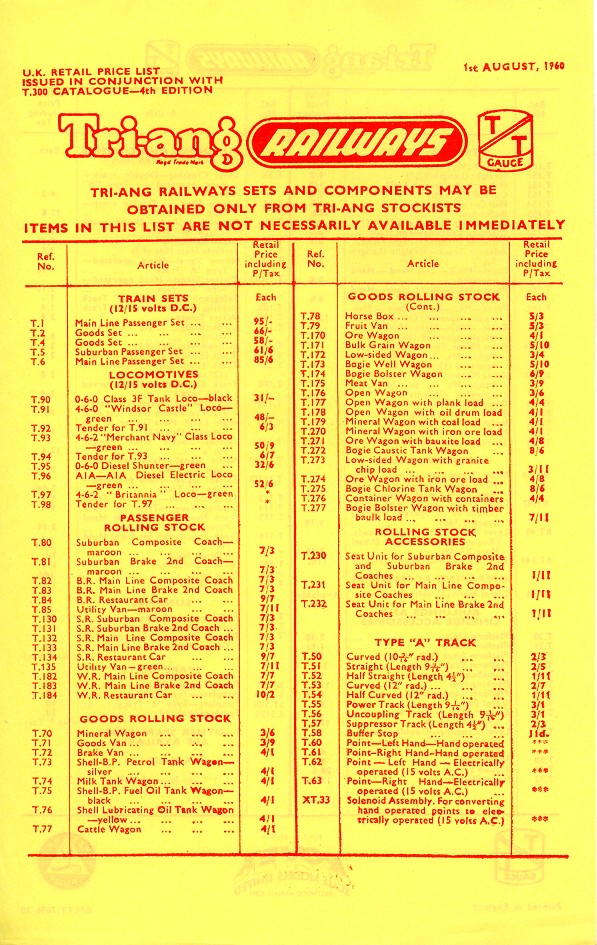 U.K. RETAIL PRICE LIST
ISSUED IN CONJUNCTION WITH
T.300 CATALOGUE—4th EDITION
1st AUGUST, 1960
Tri-ang RAILWAYS
Regd Trade Mark
T/T
GAUGE
TRI-ANG RAILWAYS SETS AND COMPONENTS MAY BE
OBTAINED ONLY FROM TRI-ANG STOCKISTS
ITEMS IN THIS LIST ARE NOT NECESSARILY AVAILABLE IMMEDIATELY
Ref. No. Article Retail Price including P/Tax
TRAIN SETS Each
(12/15 volts D.C.)
T.1 Main Line Passenger Set ... ... 95/-
T.2 Goods Set ... ... ... 66/-
T.4 Goods Set ... ... ... 58/-
T.5 Suburban Passenger Set ... ... 61/6
T.6 Main Line Passenger Set ... ... 85/6
LOCOMOTIVES
(12/15 volts D.C.)
T.90 0-6-0 Class 3F Tank Loco—black 31/-
T.91 4-6-0 "Windsor Castle" Loco—
green ... ... ... ... 48/-
T.92 Tender for T.91 ... ... ... 6/3
T.93 4-6-2 "Merchant Navy" Class Loco
—green ... ... ... ... 50/9
T.94 Tender for T.93 ... ... ... 6/7
T.95 0-6-0 Diesel Shunter—green ... 32/6
T.96 A1A—A1A Diesel Electric Loco
—green ... ... ... ... 52/6
T.97 4-6-2 "Britannia" Loco—green *
T.98 Tender for T.97 ... ... ... *
PASSENGER
ROLLING STOCK
T.80 Suburban Composite Coach—
maroon ... ... ... ... 7/3
T.81 Suburban Brake 2nd Coach—
maroon ... ... ... ... 7/3
T.82 B.R. Main Line Composite Coach 7/3
T.83 B.R. Main Line Brake 2nd Coach 7/3
T.84 B.R. Restaurant Car ... ... 9/7
T.85 Utility Van—maroon ... ... 7/11
T.130 S.R. Suburban Composite Coach 7/3
T.131 S.R. Suburban Brake 2nd Coach ... 7/3
T.132 S.R. Main Line Composite Coach 7/3
T.133 S.R. Main Line Brake 2nd Coach ... 7/3
T.134 S.R. Restaurant Car ... ... 9/7
T.135 Utility Van—green ... ... ... 7/11
T.182 W.R. Main Line Composite Coach 7/7
T.183 W.R. Main Line Brake 2nd Coach 7/7
T.184 W.R. Restaurant Car ... ... 10/2
GOODS ROLLING STOCK
T.70 Mineral Wagon ... ... ... 3/6
T.71 Goods Van ... ... ... ... 3/9
T.72 Brake Van ... ... ... ... 4/1
T.73 Shell-B.P. Petrol Tank Wagon—
silver ... ... ... ... 4/1
T.74 Milk Tank Wagon ... ... ... 4/1
T.75 Shell-B.P. Fuel Oil Tank Wagon—
black ... ... ... ... 4/1
T.76 Shell Lubricating Oil Tank Wagon
—yellow ... ... ... ... 4/1
T.77 Cattle Wagon ... ... ... 4/1
Ref. No. Article Retail Price including P/Tax
GOODS ROLLING STOCK Each
(Cont.)
T.78 Horse Box ... ... ... ... 5/3
T.79 Fruit Van ... ... ... ... 5/3
T.170 Ore Wagon ... ... ... 4/1
T.171 Bulk Grain Wagon ... ... 5/10
T.172 Low-sided Wagon ... ... ... 3/4
T.173 Bogie Well Wagon ... ... 5/10
T.174 Bogie Bolster Wagon ... ... 6/9
T.175 Meat Van ... ... ... ... 3/9
T.176 Open Wagon ... ... ... 3/6
T.177 Open Wagon with plank load ... 4/4
T.178 Open Wagon with oil drum load 4/1
T.179 Mineral Wagon with coal load ... 4/1
T.270 Mineral Wagon with iron ore load 4/1
T.271 Ore Wagon with bauxite load ... 4/8
T.272 Bogie Caustic Tank Wagon ... 8/6
T.273 Low-sided Wagon with granite
chip load ... ... ... ... 3/11
T.274 Ore Wagon with iron ore load ... 4/8
T.275 Bogie Chlorine Tank Wagon ... 8/6
T.276 Container Wagon with containers 4/4
T.277 Bogie Bolster Wagon with timber
baulk load ... ... ... ... 7/11
ROLLING STOCK
ACCESSORIES
T.230 Seat Unit for Suburban Composite
and Suburban Brake 2nd
Coaches ... ... ... ... 1/11
T.231 Seat Unit for Main Line Compo-
site Coaches ... ... ... 1/11
T.232 Seat Unit for Main Line Brake 2nd
Coaches ... ... ... ... 1/11
TYPE "A" TRACK
T.50 Curved (10 7/16" rad.) ... ... 2/3
T.51 Straight (Length 9 9/16") ... ... 2/5
T.52 Half Straight (Length 4½") ... 1/11
T.53 Curved (12" rad.) ... ... ... 2/7
T.54 Half Curved (12" rad.) ... ... 1/11
T.55 Power Track (Length 9 9/16") ... 3/1
T.56 Uncoupling Track (Length 9 9/16") 3/1
T.57 Suppressor Track (Length 4½") ... 2/3
T.58 Buffer Stop ... ... ... ... 11d.
T.60 Point—Left Hand—Hand operated ***
T.61 Point—Right Hand-Hand operated ***
T.62 Point — Left Hand — Electrically
operated (15 volts A.C.) ... ***
T.63 Point—Right Hand—Electrically
operated (15 volts A.C.) ... ***
XT.33 Solenoid Assembly. For converting
hand operated points to elec-
trically operated (15 volts A.C.) ***